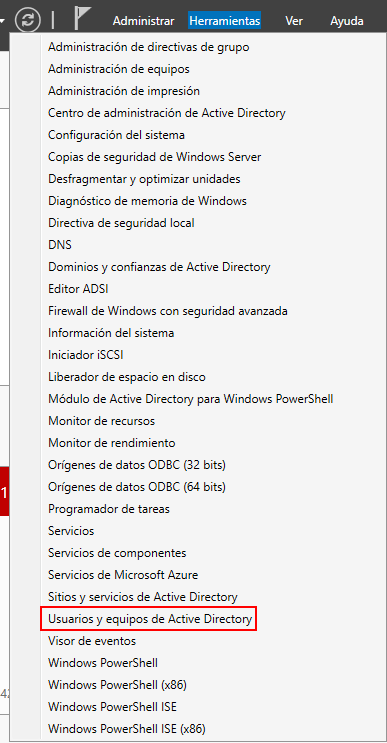 Administrar Herramientas Ver Ayuda
Administración de directivas de grupo
Administración de equipos
Administración de impresión
Centro de administración de Active Directory
Configuración del sistema
Copias de seguridad de Windows Server
Desfragmentar y optimizar unidades
Diagnóstico de memoria de Windows
Directiva de seguridad local
DNS
Dominios y confianzas de Active Directory
Editor ADSI
Firewall de Windows con seguridad avanzada
Información del sistema
Iniciador iSCSI
Liberador de espacio en disco
Módulo de Active Directory para Windows PowerShell
Monitor de recursos
Monitor de rendimiento
Orígenes de datos ODBC (32 bits)
Orígenes de datos ODBC (64 bits)
1
Programador de tareas
Servicios
Servicios de componentes
Servicios de Microsoft Azure
Sitios y servicios de Active Directory
Usuarios y equipos de Active Directory
Visor de eventos
Windows PowerShell
Windows PowerShell (x86)
42
Windows PowerShell ISE
Windows PowerShell ISE (x86)